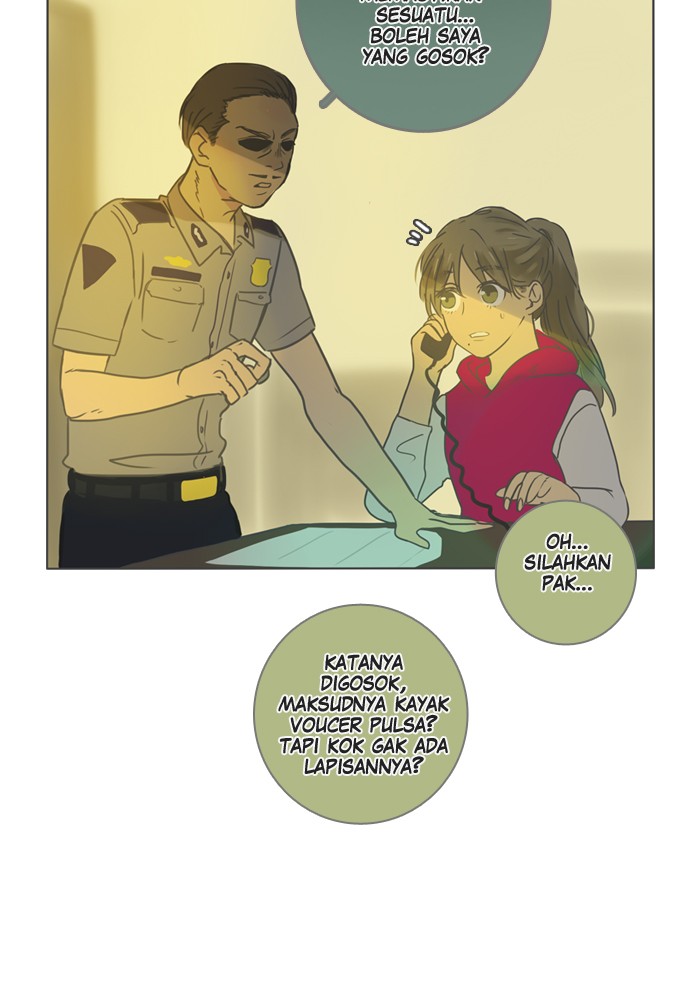 SESUATU...
BOLEH SAYA
YANG GOSOK?
OH...
SILAHKAN
PAK...
KATANYA
DIGOSOK,
MAKSUDNYA KAYAK
VOUCER PULSA?
TAPI KOK GAK ADA
LAPISANNYA?